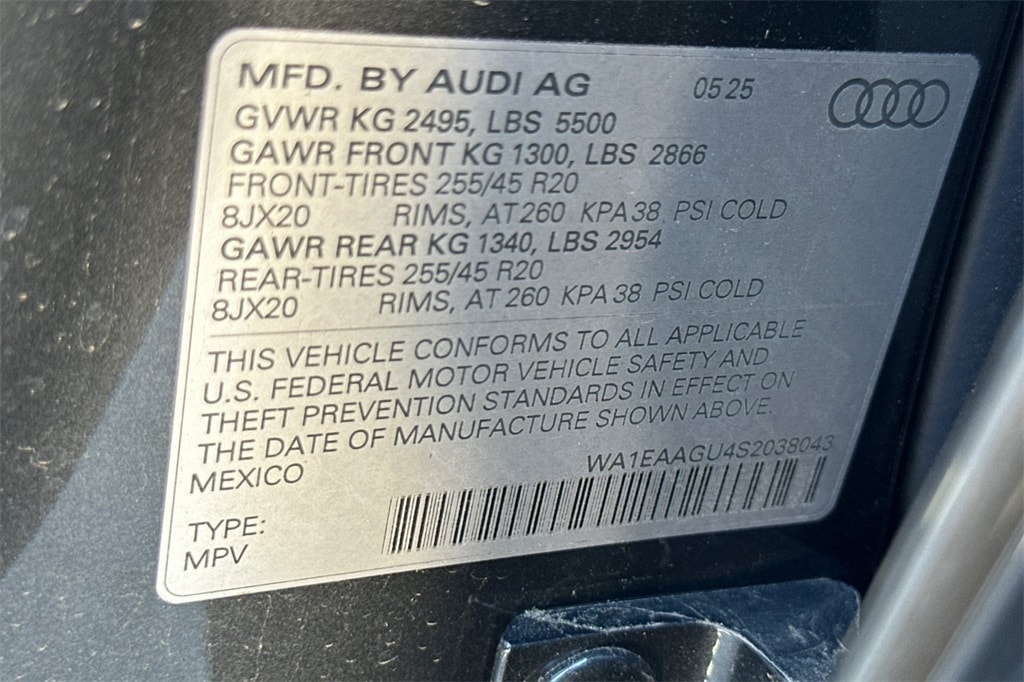 MFD. BY AUDI AG 05 25
GVWR KG 2495, LBS 5500
GAWR FRONT KG 1300, LBS 2866
FRONT-TIRES 255/45 R20
8JX20 RIMS, AT 260 KPA 38 PSI COLD
GAWR REAR KG 1340, LBS 2954
REAR-TIRES 255/45 R20
8JX20 RIMS, AT 260 KPA 38 PSI COLD
THIS VEHICLE CONFORMS TO ALL APPLICABLE
U.S. FEDERAL MOTOR VEHICLE SAFETY AND
THEFT PREVENTION STANDARDS IN EFFECT ON
THE DATE OF MANUFACTURE SHOWN ABOVE.
MEXICO WA1EAAGU4S2038043
TYPE:
MPV